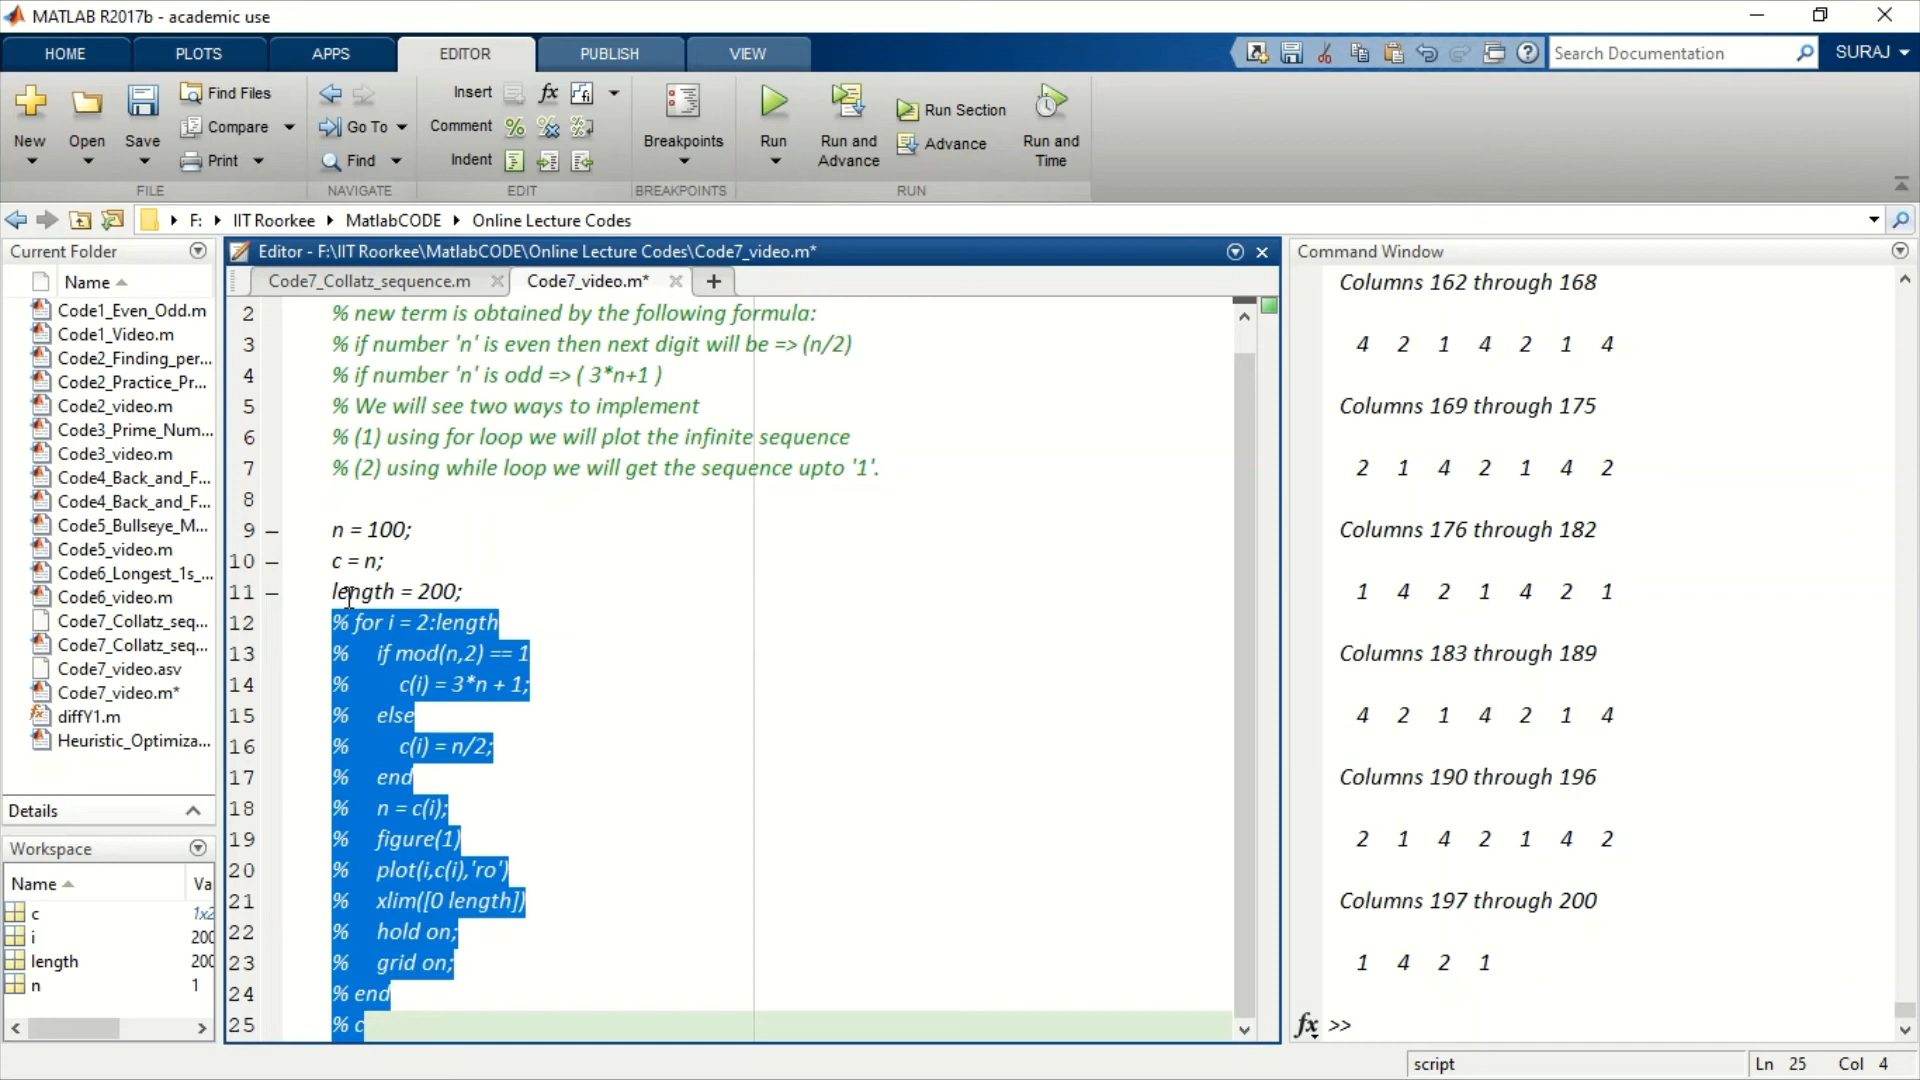 MATLAB R2017b - academic use
HOME PLOTS APPS EDITOR PUBLISH VIEW
Search Documentation
SURAJ
New
Open
Save
Find Files
Compare
Print
FILE
Go To
Find
NAVIGATE
Insert
Comment
Indent
EDIT
Breakpoints
BREAKPOINTS
Run
Run and
Advance
Run Section
Advance
Run and
Time
RUN
F: IIT Roorkee MatlabCODE Online Lecture Codes
Current Folder
Name
Code1_Even_Odd.m
Code1_Video.m
Code2_Finding_per...
Code2_Practice_Pr...
Code2_video.m
Code3_Prime_Num...
Code3_video.m
Code4_Back_and_F...
Code4_Back_and_F...
Code5_Bullseye_M...
Code5_video.m
Code6_Longest_1s_...
Code6_video.m
Code7_Collatz_seq...
Code7_Collatz_seq...
Code7_video.asv
Code7_video.m*
diffY1.m
Heuristic_Optimiza...
Details
Workspace
Name Va
c 1x2
i 200
length 200
n 1
Editor - F:\IIT Roorkee\MatlabCODE\Online Lecture Codes\Code7_video.m*
Code7_Collatz_sequence.m Code7_video.m*
2 % new term is obtained by the following formula:
3 % if number 'n' is even then next digit will be => (n/2)
4 % if number 'n' is odd => ( 3*n+1 )
5 % We will see two ways to implement
6 % (1) using for loop we will plot the infinite sequence
7 % (2) using while loop we will get the sequence upto '1'.
8
9 – n = 100;
10 – c = n;
11 – length = 200;
12 % for i = 2:length
13 % if mod(n,2) == 1
14 % c(i) = 3*n + 1;
15 % else
16 % c(i) = n/2;
17 % end
18 % n = c(i);
19 % figure(1)
20 % plot(i,c(i),'ro')
21 % xlim([0 length])
22 % hold on;
23 % grid on;
24 % end
25 % c
Command Window
Columns 162 through 168
4 2 1 4 2 1 4
Columns 169 through 175
2 1 4 2 1 4 2
Columns 176 through 182
1 4 2 1 4 2 1
Columns 183 through 189
4 2 1 4 2 1 4
Columns 190 through 196
2 1 4 2 1 4 2
Columns 197 through 200
1 4 2 1
fx >>
script Ln 25 Col 4